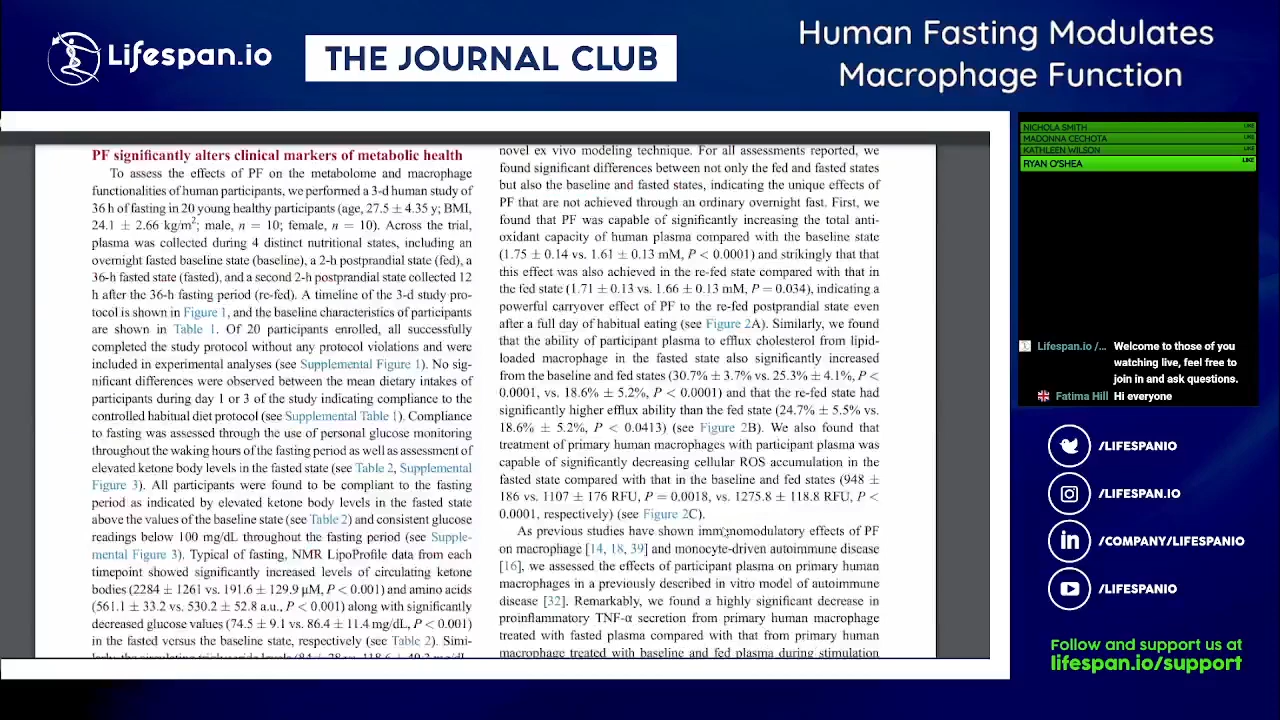 Lifespan.io
THE JOURNAL CLUB
Human Fasting Modulates
Macrophage Function
PF significantly alters clinical markers of metabolic health
To assess the effects of PF on the metabolome and macrophage
functionalities of human participants, we performed a 3-d human study of
36 h of fasting in 20 young healthy participants (age, 27.5 ± 4.35 y; BMI,
24.1 ± 2.66 kg/m²; male, n = 10; female, n = 10). Across the trial,
plasma was collected during 4 distinct nutritional states, including an
overnight fasted baseline state (baseline), a 2-h postprandial state (fed), a
36-h fasted state (fasted), and a second 2-h postprandial state collected 12
h after the 36-h fasting period (re-fed). A timeline of the 3-d study pro-
tocol is shown in Figure 1, and the baseline characteristics of participants
are shown in Table 1. Of 20 participants enrolled, all successfully
completed the study protocol without any protocol violations and were
included in experimental analyses (see Supplemental Figure 1). No sig-
nificant differences were observed between the mean dietary intakes of
participants during day 1 or 3 of the study indicating compliance to the
controlled habitual diet protocol (see Supplemental Table 1). Compliance
to fasting was assessed through the use of personal glucose monitoring
throughout the waking hours of the fasting period as well as assessment of
elevated ketone body levels in the fasted state (see Table 2, Supplemental
Figure 3). All participants were found to be compliant to the fasting
period as indicated by elevated ketone body levels in the fasted state
above the values of the baseline state (see Table 2) and consistent glucose
readings below 100 mg/dL throughout the fasting period (see Supple-
mental Figure 3). Typical of fasting, NMR LipoProfile data from each
timepoint showed significantly increased levels of circulating ketone
bodies (2284 ± 1261 vs. 191.6 ± 129.9 μM, P < 0.001) and amino acids
(561.1 ± 33.2 vs. 530.2 ± 52.8 a.u., P < 0.001) along with significantly
decreased glucose values (74.5 ± 9.1 vs. 86.4 ± 11.4 mg/dL, P < 0.001)
in the fasted versus the baseline state, respectively (see Table 2). Simi-
novel ex vivo modeling technique. For all assessments reported, we
found significant differences between not only the fed and fasted states
but also the baseline and fasted states, indicating the unique effects of
PF that are not achieved through an ordinary overnight fast. First, we
found that PF was capable of significantly increasing the total anti-
oxidant capacity of human plasma compared with the baseline state
(1.75 ± 0.14 vs. 1.61 ± 0.13 mM, P < 0.0001) and strikingly that that
this effect was also achieved in the re-fed state compared with that in
the fed state (1.71 ± 0.13 vs. 1.66 ± 0.13 mM, P = 0.034), indicating a
powerful carryover effect of PF to the re-fed postprandial state even
after a full day of habitual eating (see Figure 2A). Similarly, we found
that the ability of participant plasma to efflux cholesterol from lipid-
loaded macrophage in the fasted state also significantly increased
from the baseline and fed states (30.7% ± 3.7% vs. 25.3% ± 4.1%, P <
0.0001, vs. 18.6% ± 5.2%, P < 0.0001) and that the re-fed state had
significantly higher efflux ability than the fed state (24.7% ± 5.5% vs.
18.6% ± 5.2%, P < 0.0413) (see Figure 2B). We also found that
treatment of primary human macrophages with participant plasma was
capable of significantly decreasing cellular ROS accumulation in the
fasted state compared with that in the baseline and fed states (948 ±
186 vs. 1107 ± 176 RFU, P = 0.0018, vs. 1275.8 ± 118.8 RFU, P <
0.0001, respectively) (see Figure 2C).
As previous studies have shown immunomodulatory effects of PF
on macrophage [14, 18, 39] and monocyte-driven autoimmune disease
[16], we assessed the effects of participant plasma on primary human
macrophages in a previously described in vitro model of autoimmune
disease [32]. Remarkably, we found a highly significant decrease in
proinflammatory TNF-α secretion from primary human macrophage
treated with fasted plasma compared with that from primary human
macrophage treated with baseline and fed plasma during stimulation
NICHOLA SMITH LIKE
MADONNA CECHOTA LIKE
KATHLEEN WILSON LIKE
RYAN O'SHEA LIKE
Lifespan.io /... Welcome to those of you
watching live, feel free to
join in and ask questions.
Fatima Hill Hi everyone
/LIFESPANIO
/LIFESPAN.IO
/COMPANY/LIFESPANIO
/LIFESPANIO
Follow and support us at
lifespan.io/support